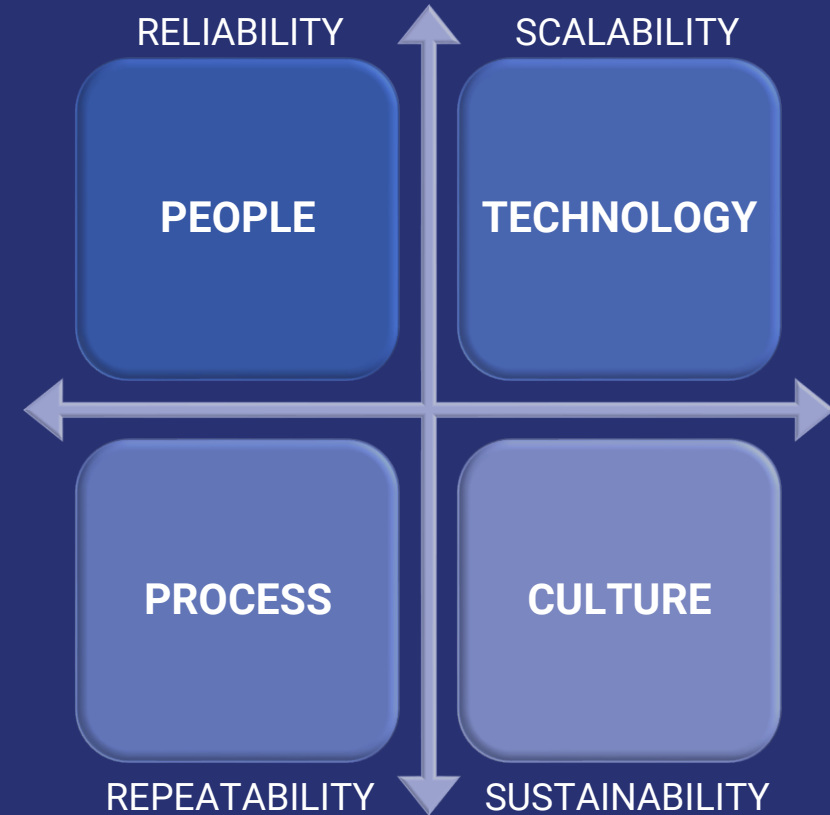 RELIABILITY
SCALABILITY
PEOPLE
TECHNOLOGY
PROCESS
CULTURE
REPEATABILITY
SUSTAINABILITY